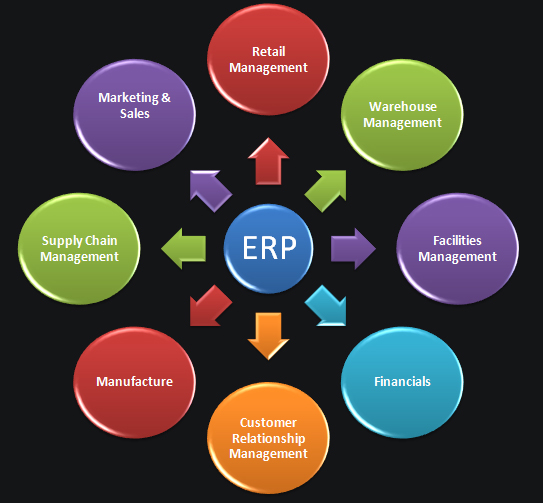 Retail
Management
Marketing &
Sales
Warehouse
Management
Supply Chain
Management
ERP
Facilities
Management
Manufacture
Financials
Customer
Relationship
Management